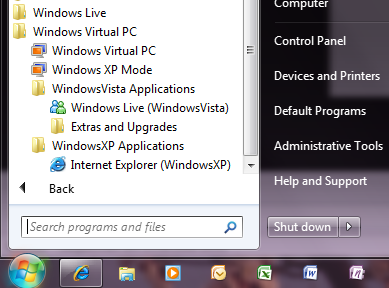 Windows Live
Windows Virtual PC
Windows Virtual PC
Windows XP Mode
WindowsVista Applications
Windows Live (WindowsVista)
Extras and Upgrades
WindowsXP Applications
Internet Explorer (WindowsXP)
Back
Search programs and files
Computer
Control Panel
Devices and Printers
Default Programs
Administrative Tools
Help and Support
Shut down